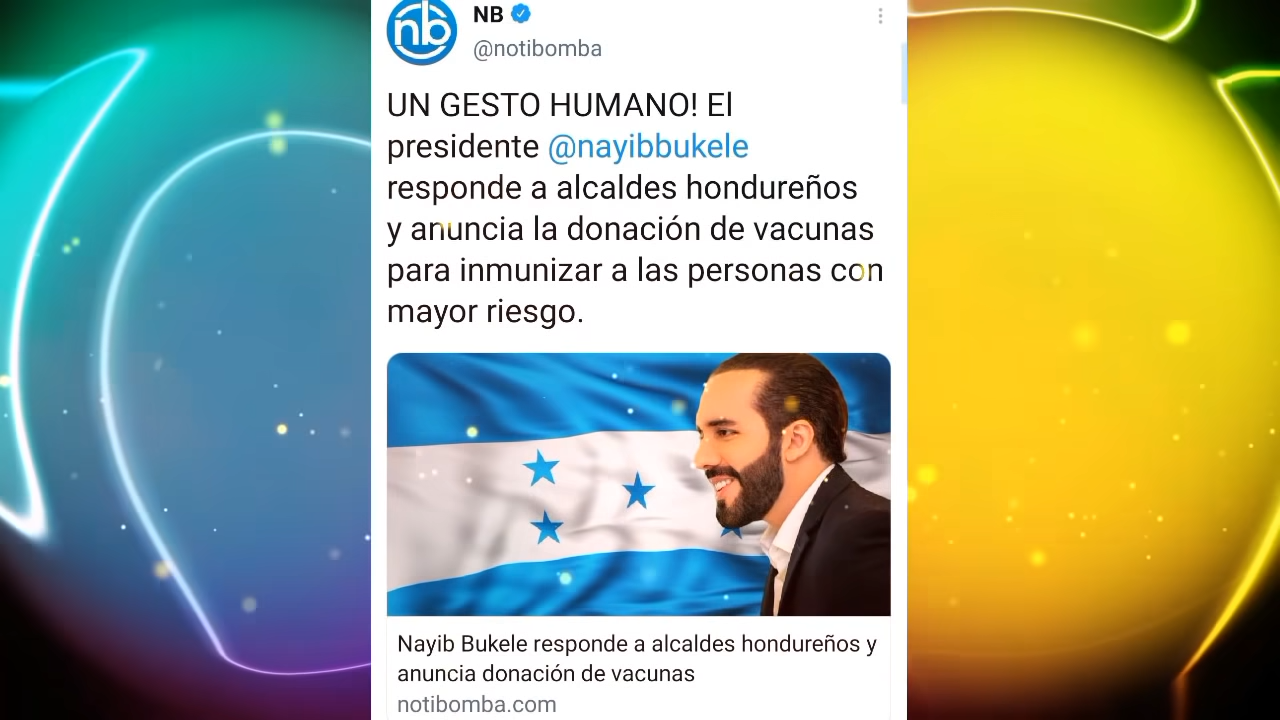 nb
NB
@notibomba
UN GESTO HUMANO! El
presidente @nayibbukele
responde a alcaldes hondureños
y anuncia la donación de vacunas
para inmunizar a las personas con
mayor riesgo.
Nayib Bukele responde a alcaldes hondureños y
anuncia donación de vacunas
notibomba.com